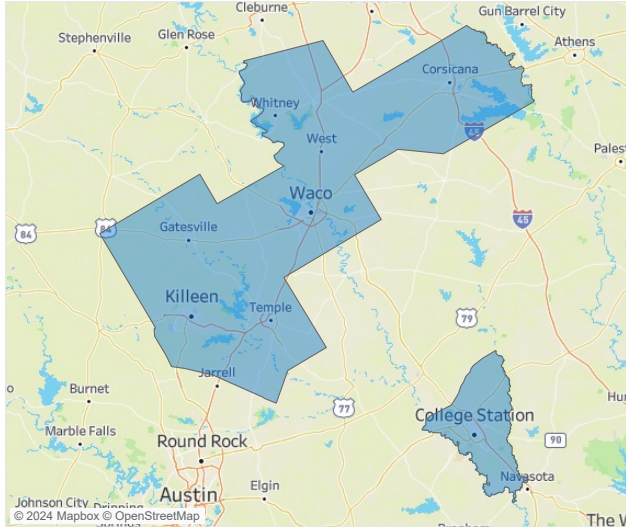 Cleburne
Gun Barrel City
Stephenville
Glen Rose
Athens
Corsicana
Whitney
45
West
Pales
Waco
84
84
Gatesville
45
Killeen
Temple
79
Jarrell
Burnet
77
Hu
College Station
Marble Falls
Round Rock
90
Navasota
Elgin
Austin
Johnson City
The W
© 2024 Mapbox © OpenStreetMap